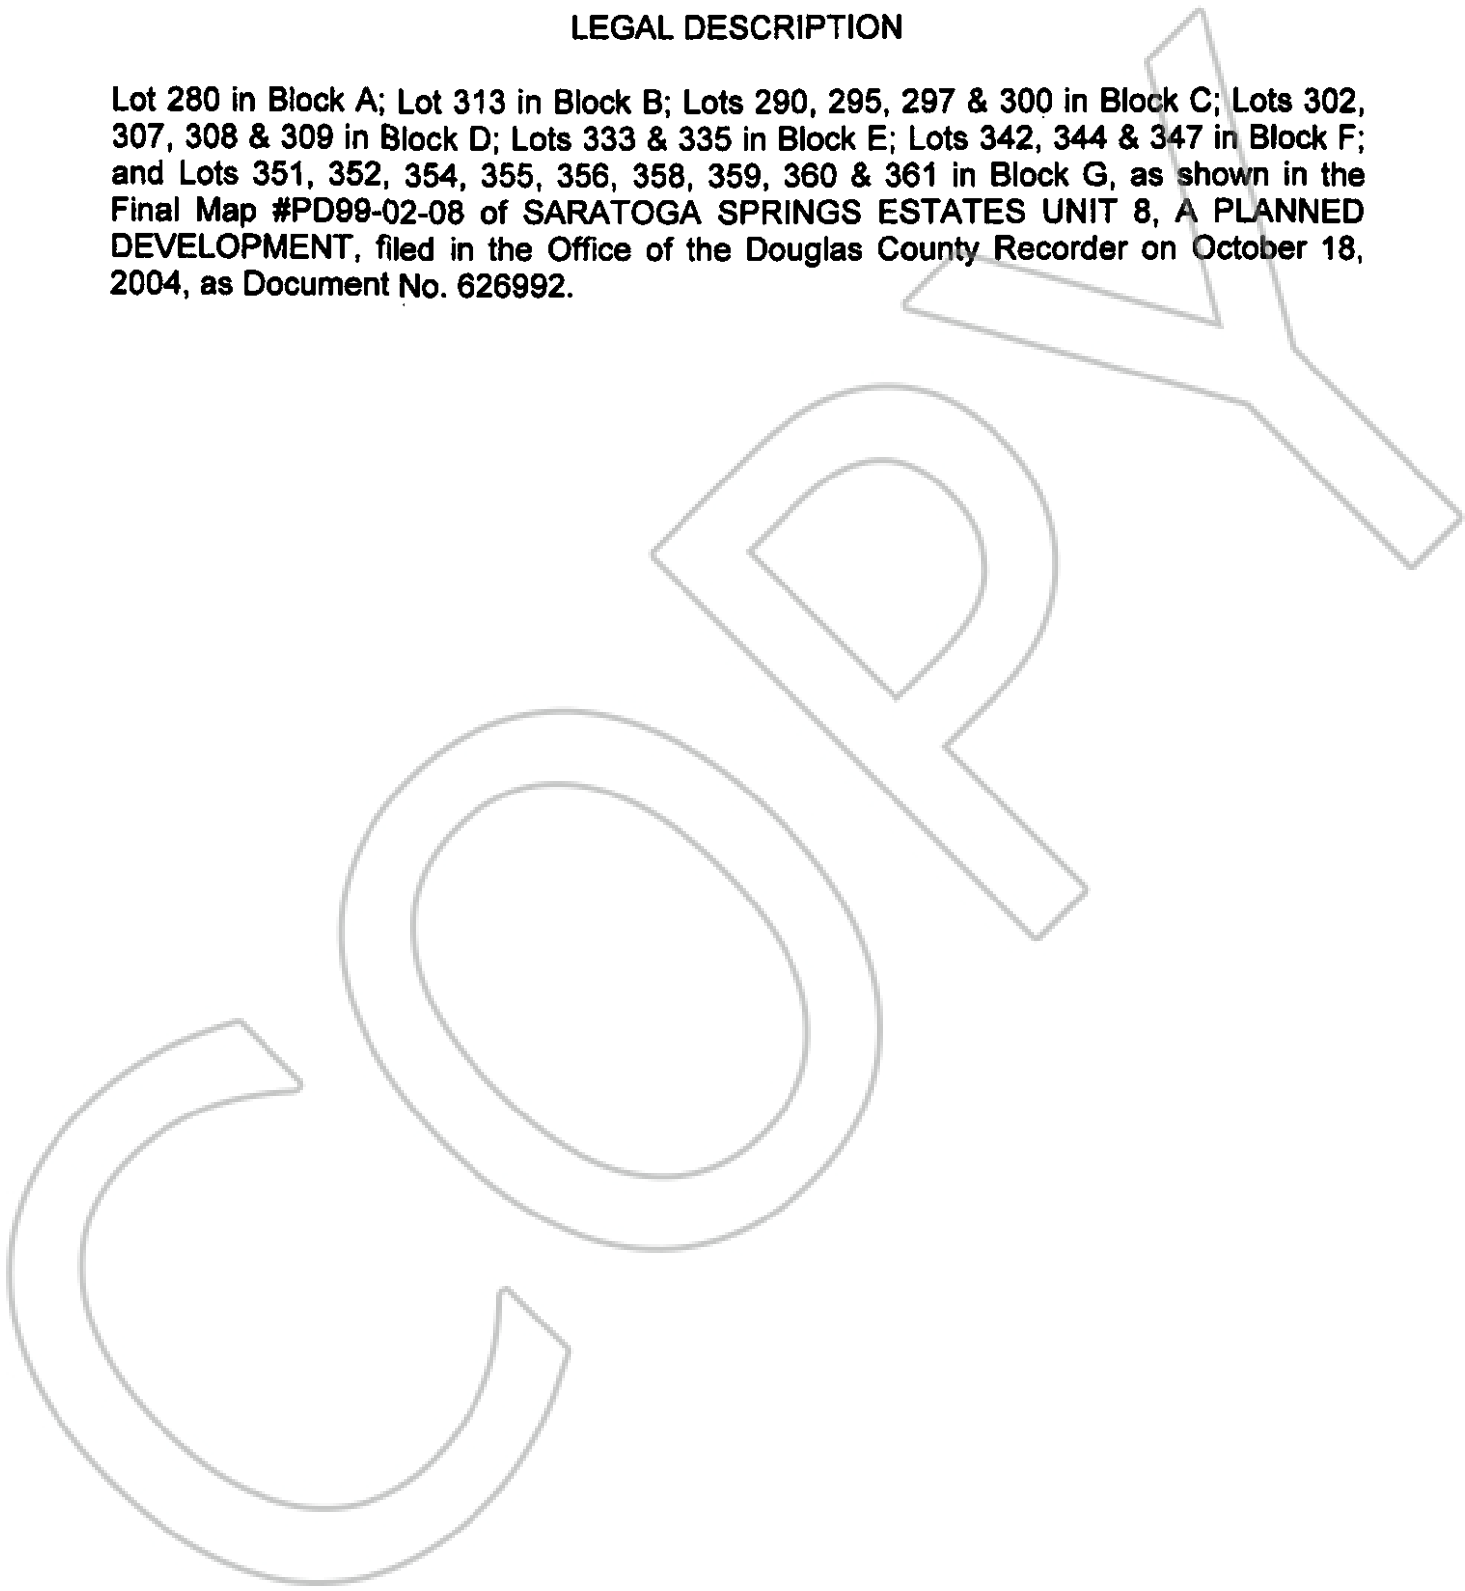 LEGAL DESCRIPTION
Lot 280 in Block A; Lot 313 in Block B; Lots 290, 295, 297 & 300 in Block C; Lots 302,
307, 308 & 309 in Block D; Lots 333 & 335 in Block E; Lots 342, 344 & 347 in Block F;
and Lots 351, 352, 354, 355, 356, 358, 359, 360 & 361 in Block G, as shown in the
Final Map #PD99-02-08 of SARATOGA SPRINGS ESTATES UNIT 8, A PLANNED
DEVELOPMENT, filed in the Office of the Douglas County Recorder on October 18,
2004, as Document No. 626992.
COPY